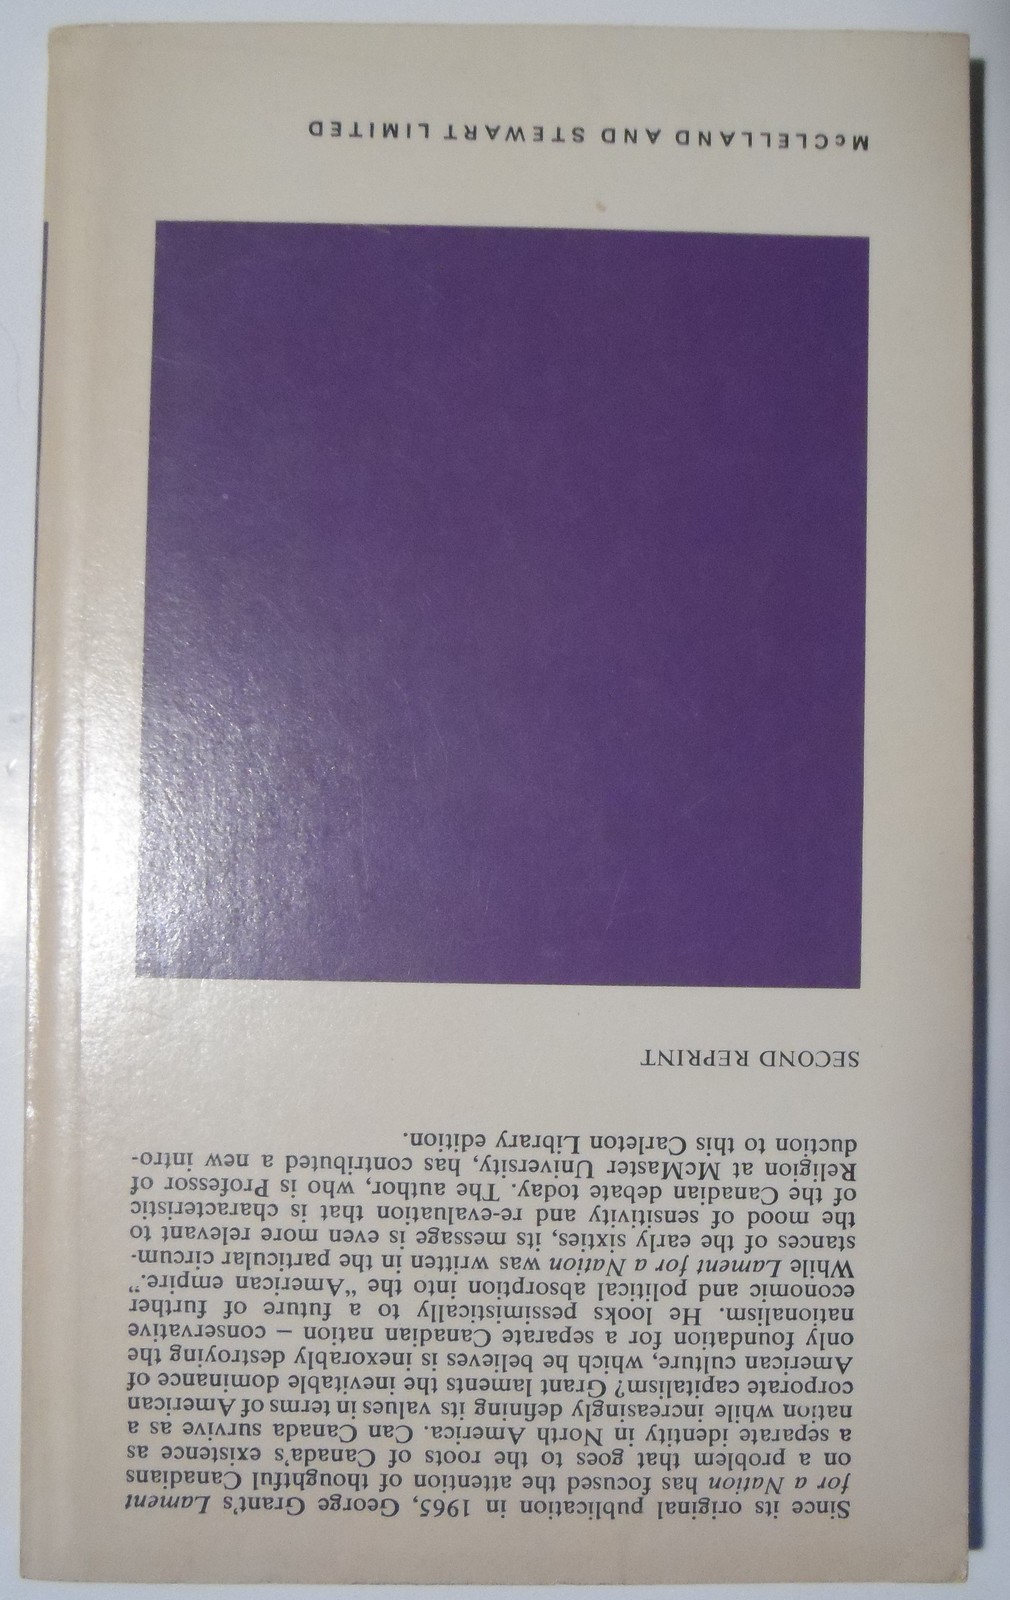 Since its original publication in 1965, George Grant's Lament
for a Nation has focused the attention of thoughtful Canadians
on a problem that goes to the roots of Canada's existence as
a separate identity in North America. Can Canada survive as a
nation while increasingly defining its values in terms of American
corporate capitalism? Grant laments the inevitable dominance of
American culture, which he believes is inexorably destroying the
only foundation for a separate Canadian nation – conservative
nationalism. He looks pessimistically to a future of further
economic and political absorption into the “American empire.”
While Lament for a Nation was written in the particular circum-
stances of the early sixties, its message is even more relevant to
the mood of sensitivity and re-evaluation that is characteristic
of the Canadian debate today. The author, who is Professor of
Religion at McMaster University, has contributed a new intro-
duction to this Carleton Library edition.
SECOND REPRINT
McCLELLAND AND STEWART LIMITED